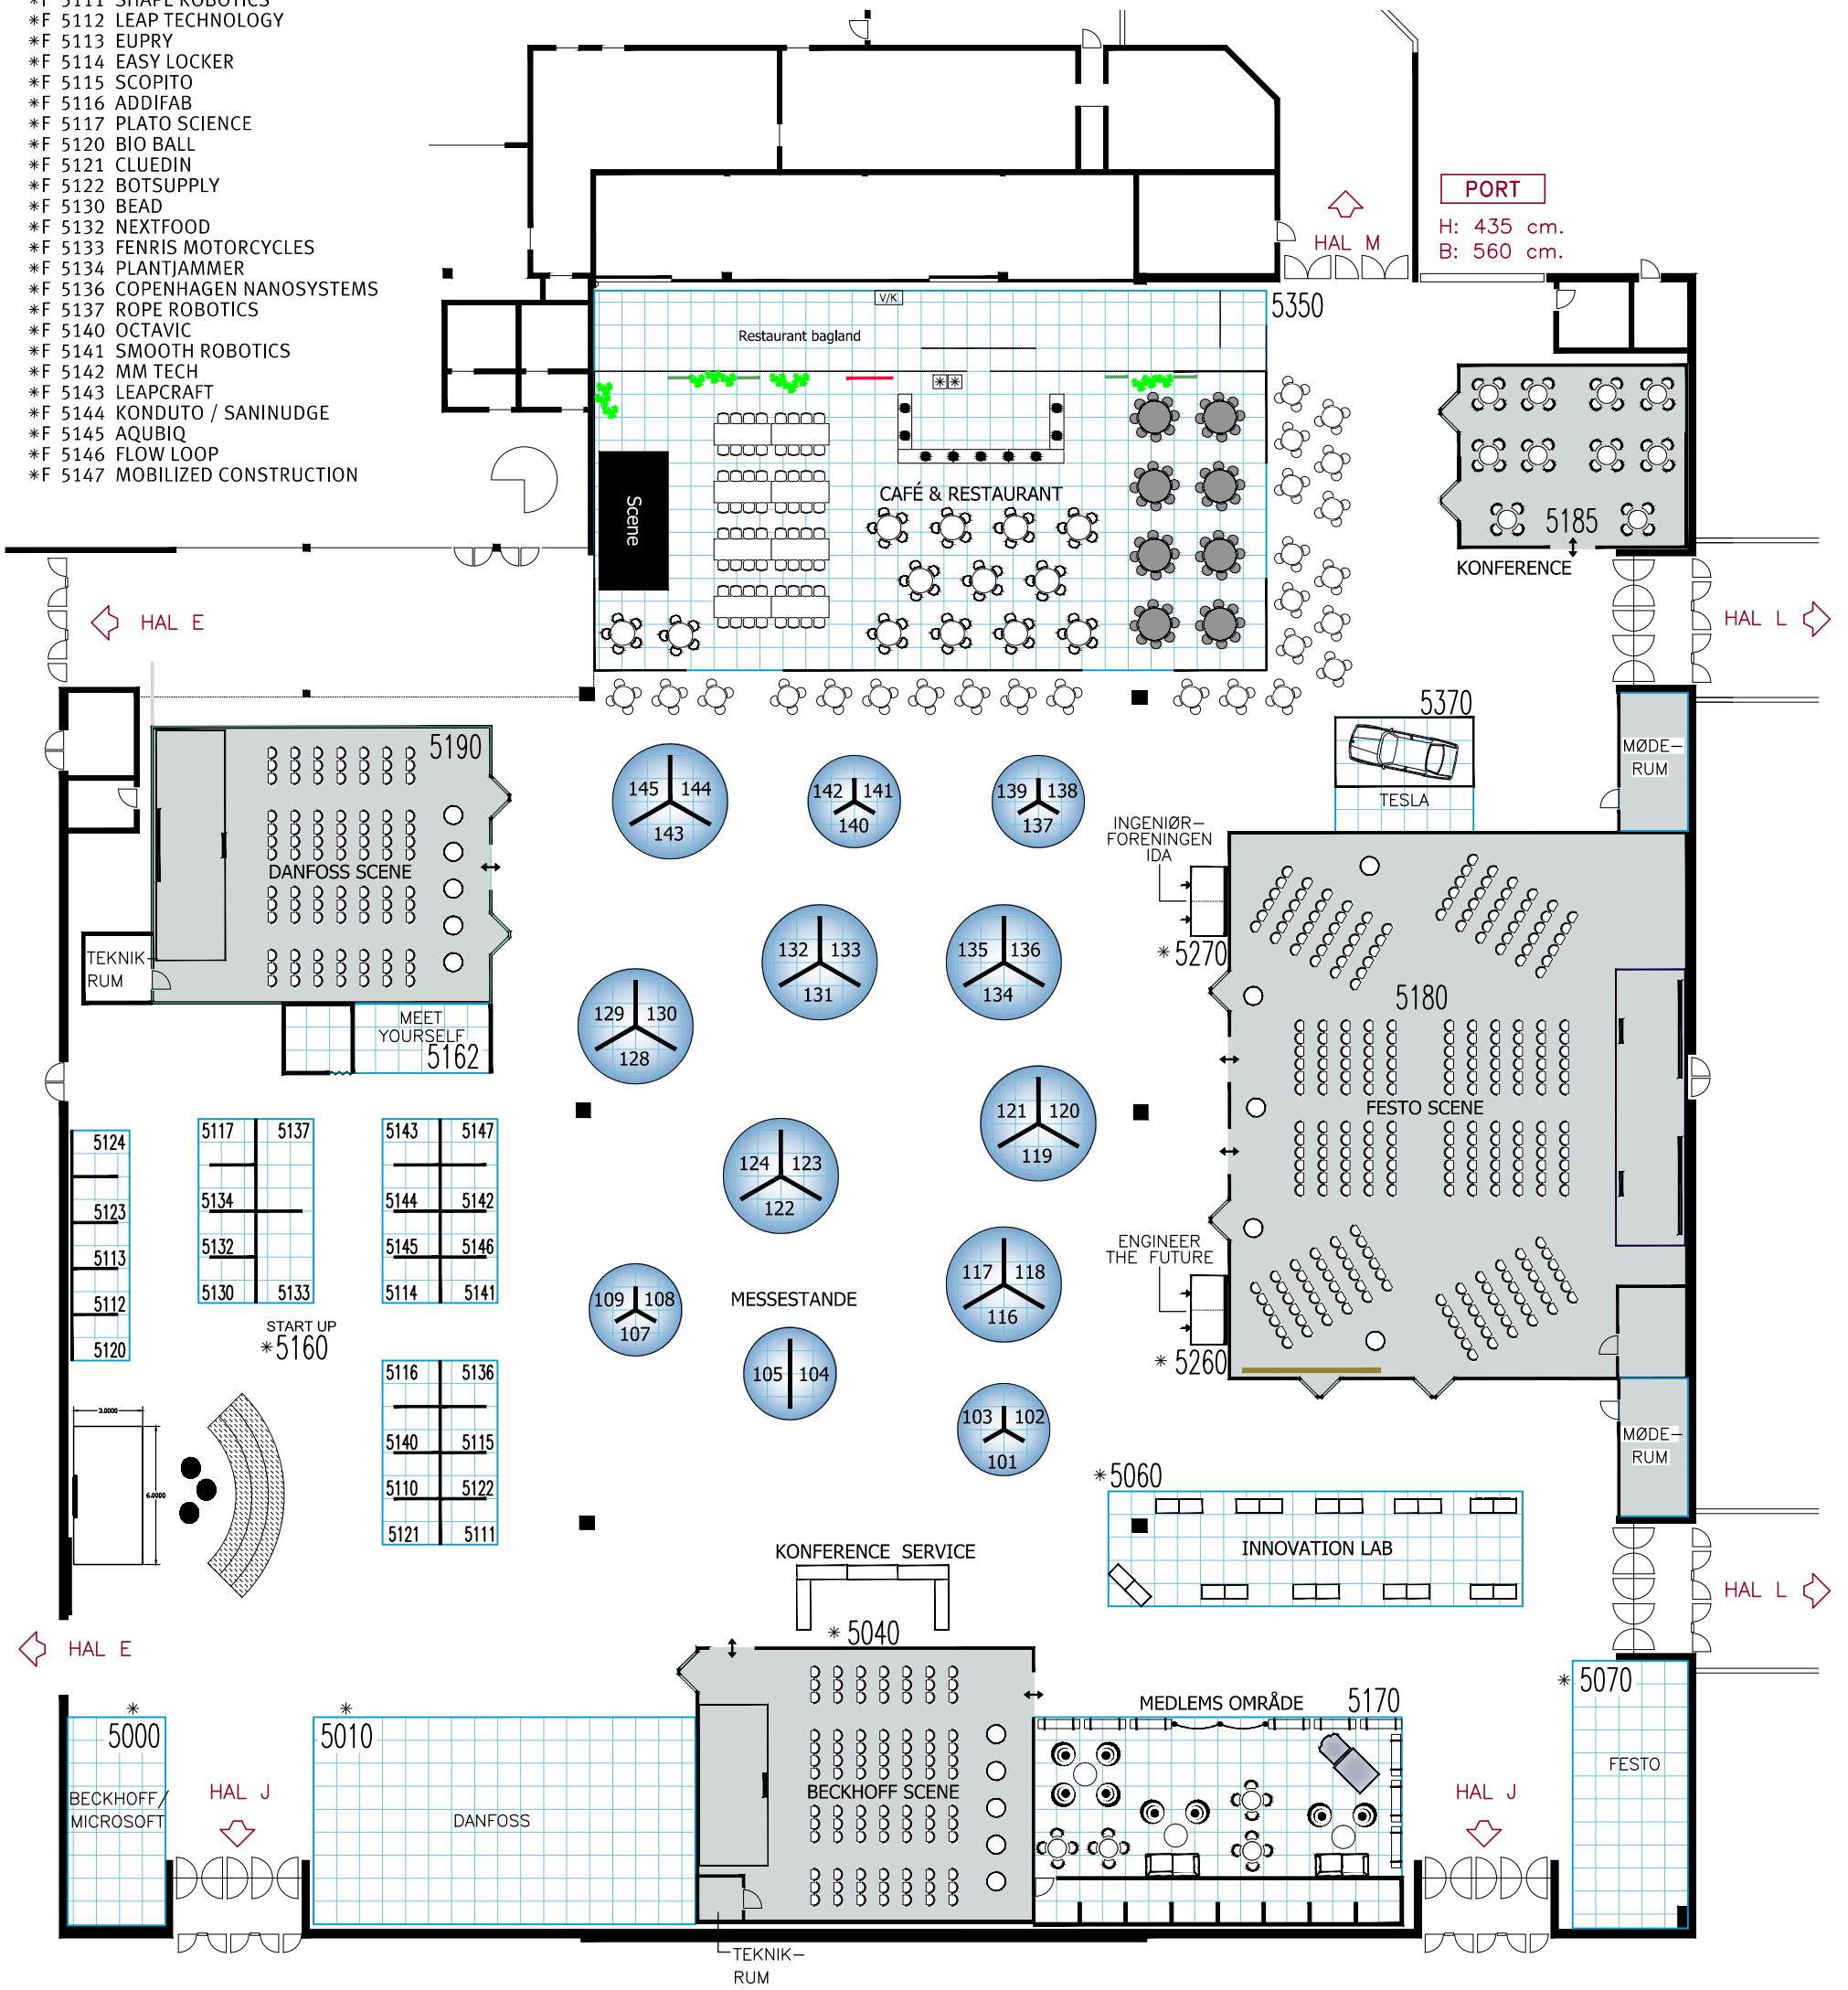 *F 5111 SHAPE ROBOTICS
*F 5112 LEAP TECHNOLOGY
*F 5113 EUPRY
*F 5114 EASY LOCKER
*F 5115 SCOPITO
*F 5116 ADDIFAB
*F 5117 PLATO SCIENCE
*F 5120 BIO BALL
*F 5121 CLUEDIN
*F 5122 BOTSUPPLY
*F 5130 BEAD
*F 5132 NEXTFOOD
*F 5133 FENRIS MOTORCYCLES
*F 5134 PLANTJAMMER
*F 5136 COPENHAGEN NANOSYSTEMS
*F 5137 ROPE ROBOTICS
*F 5140 OCTAVIC
*F 5141 SMOOTH ROBOTICS
*F 5142 MM TECH
*F 5143 LEAPCRAFT
*F 5144 KONDUTO / SANINUDGE
*F 5145 AQUBIQ
*F 5146 FLOW LOOP
*F 5147 MOBILIZED CONSTRUCTION
PORT
H: 435 cm.
B: 560 cm.
HAL M
V/K
5350
Restaurant bagland
**
Scene
CAFÉ & RESTAURANT
5185
KONFERENCE
HAL E
HAL L
5370
TESLA
MØDE-
RUM
5190
DANFOSS SCENE
TEKNIK-
RUM
MEET
YOURSELF
5162
145 144
143
142 141
140
139 138
137
INGENIØR-
FORENINGEN
IDA
*5270
132 133
131
135 136
134
129 130
128
5180
FESTO SCENE
121 120
119
124 123
122
117 118
116
109 108
107
MESSESTANDE
105 104
103 102
101
ENGINEER
THE FUTURE
*5260
5124
5123
5113
5112
5120
5117 5137
5134
5132
5130 5133
5143 5147
5144 5142
5145 5146
5114 5141
START UP
*5160
5116 5136
5140 5115
5110 5122
5121 5111
3.0000
6.0000
MØDE-
RUM
*5060
INNOVATION LAB
KONFERENCE SERVICE
*5040
HAL E
HAL L
*
5000
BECKHOFF/
MICROSOFT
HAL J
*
5010
DANFOSS
BECKHOFF SCENE
MEDLEMS OMRÅDE
5170
HAL J
*5070
FESTO
TEKNIK-
RUM